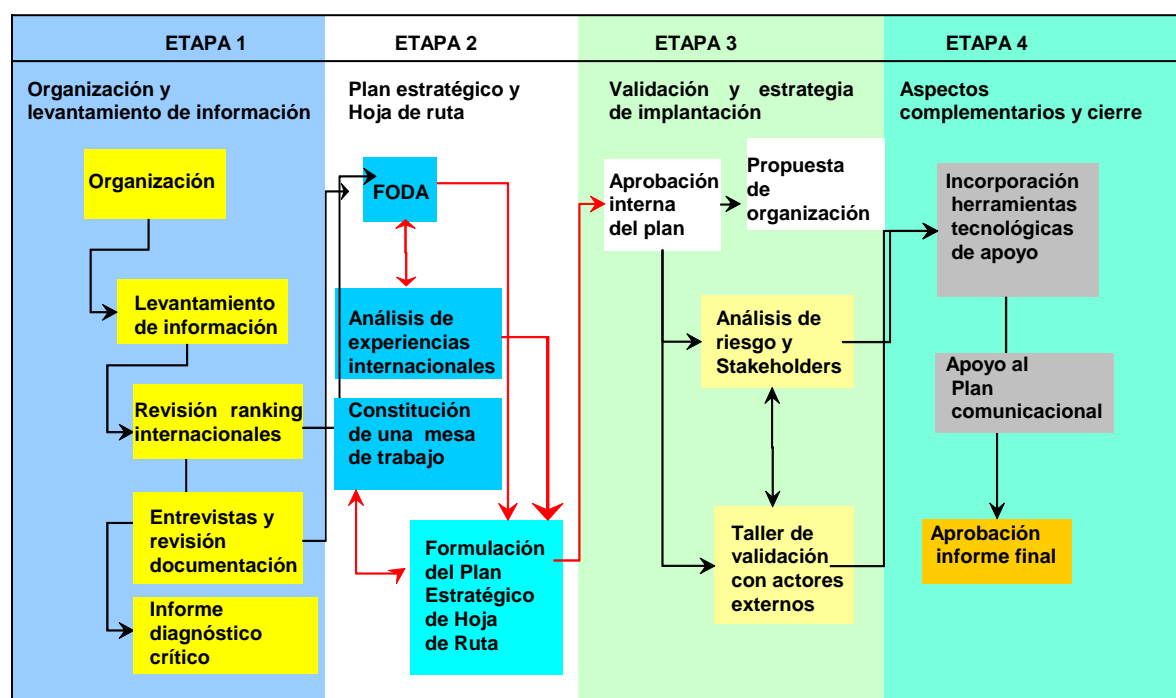 ETAPA 1
ETAPA 2
ETAPA 3
ETAPA 4
Organización y
levantamiento de información
Plan estratégico y
Hoja de ruta
Validación y estrategia
de implantación
Aspectos
complementarios y cierre
Organización
Levantamiento
de información
Revisión ranking
internacionales
Entrevistas y
revisión
documentación
Informe
diagnóstico
crítico
FODA
Análisis de
experiencias
internacionales
Constitución
de una mesa
de trabajo
Formulación
del Plan
Estratégico
de Hoja
de Ruta
Aprobación
interna
del plan
Propuesta
de
organización
Análisis de
riesgo y
Stakeholders
Taller de
validación
con actores
externos
Incorporación
herramientas
tecnológicas
de apoyo
Apoyo al
Plan
comunicacional
Aprobación
informe final